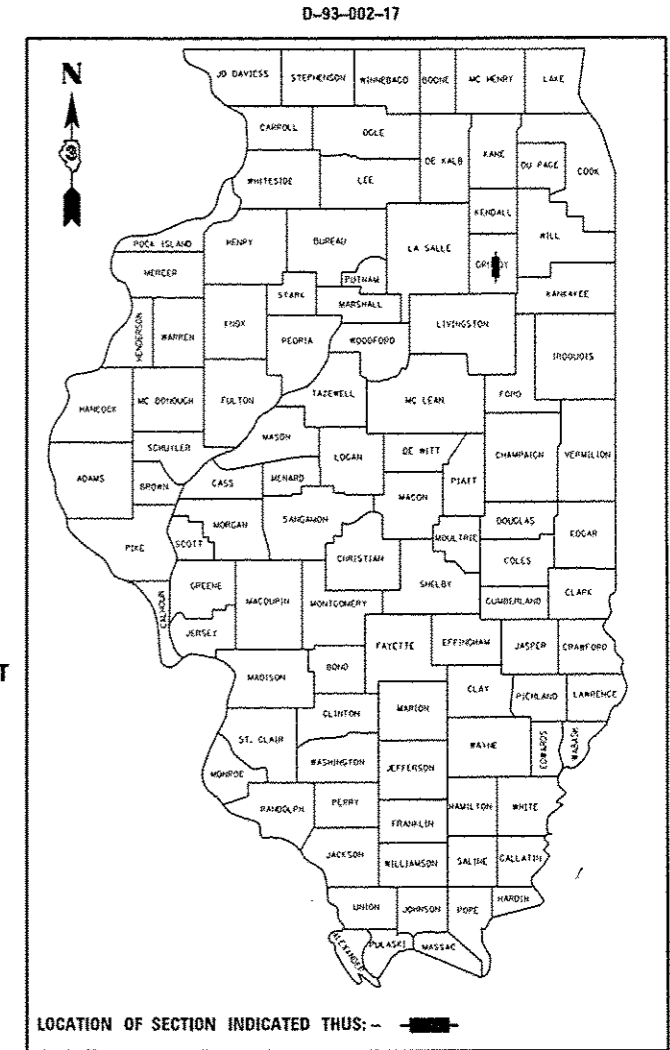 D-93-002-17
N
JO DAVIESS STEPHENSON WINNEBAGO BOONE MC HENRY LAKE
CARROLL OGLE DE KALB KANE DU PAGE COOK
WHITESIDE LEE KENDALL WILL
ROCK ISLAND HENRY BUREAU LA SALLE
MERCER PUTNAM KANKAKEE
STARK MARSHALL
HENDERSON WARREN KNOX PEORIA WOODFORD LIVINGSTON IROQUOIS
HANCOCK MC DONOUGH FULTON TAZEWELL MC LEAN FORD
SCHUYLER MASON LOGAN DE WITT CHAMPAIGN VERMILION
ADAMS BROWN CASS MENARD PIATT
MACON
PIKE SCOTT MORGAN SANGAMON MOULTRIE DOUGLAS EDGAR
CHRISTIAN COLES
CALHOUN GREENE MACOUPIN MONTGOMERY SHELBY CUMBERLAND CLARK
JERSEY
FAYETTE EFFINGHAM JASPER CRAWFORD
T
MADISON BOND CLAY RICHLAND LAWRENCE
CLINTON MARION
ST. CLAIR WAYNE EDWARDS WABASH
WASHINGTON JEFFERSON
MONROE
RANDOLPH PERRY HAMILTON WHITE
FRANKLIN
JACKSON WILLIAMSON SALINE GALLATIN
UNION JOHNSON POPE HARDIN
ALEXANDER PULASKI MASSAC
LOCATION OF SECTION INDICATED THUS: -